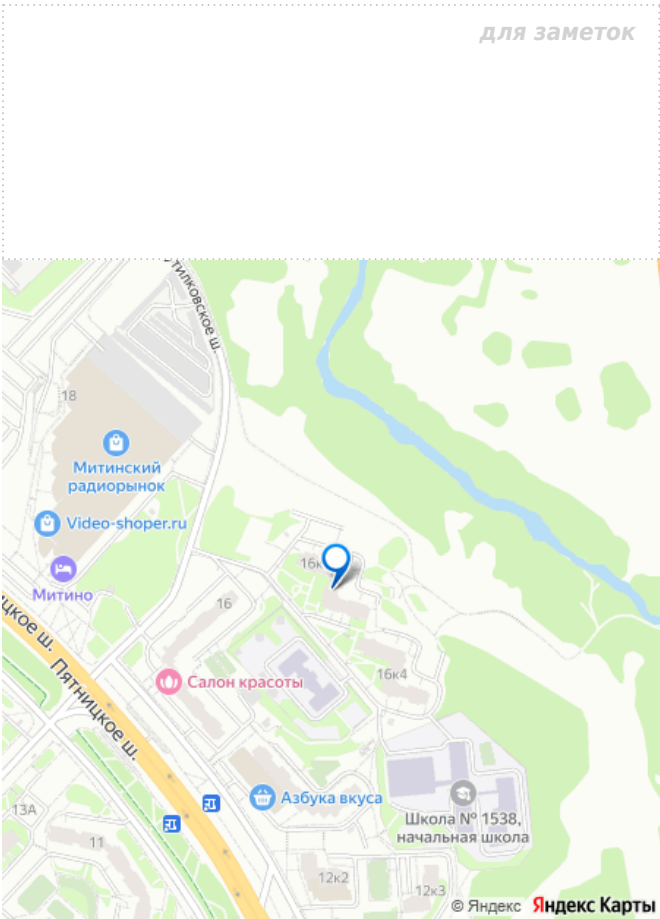 для заметок
тилковское ш.
18
Митинский
радиорынок
Video-shoper.ru
Митино
16к
16
цкое ш.
Пятницкое ш.
Салон красоты
16к4
Азбука вкуса
Школа № 1538,
начальная школа
13А
11
12к2
12к3
© Яндекс Яндекс Карты